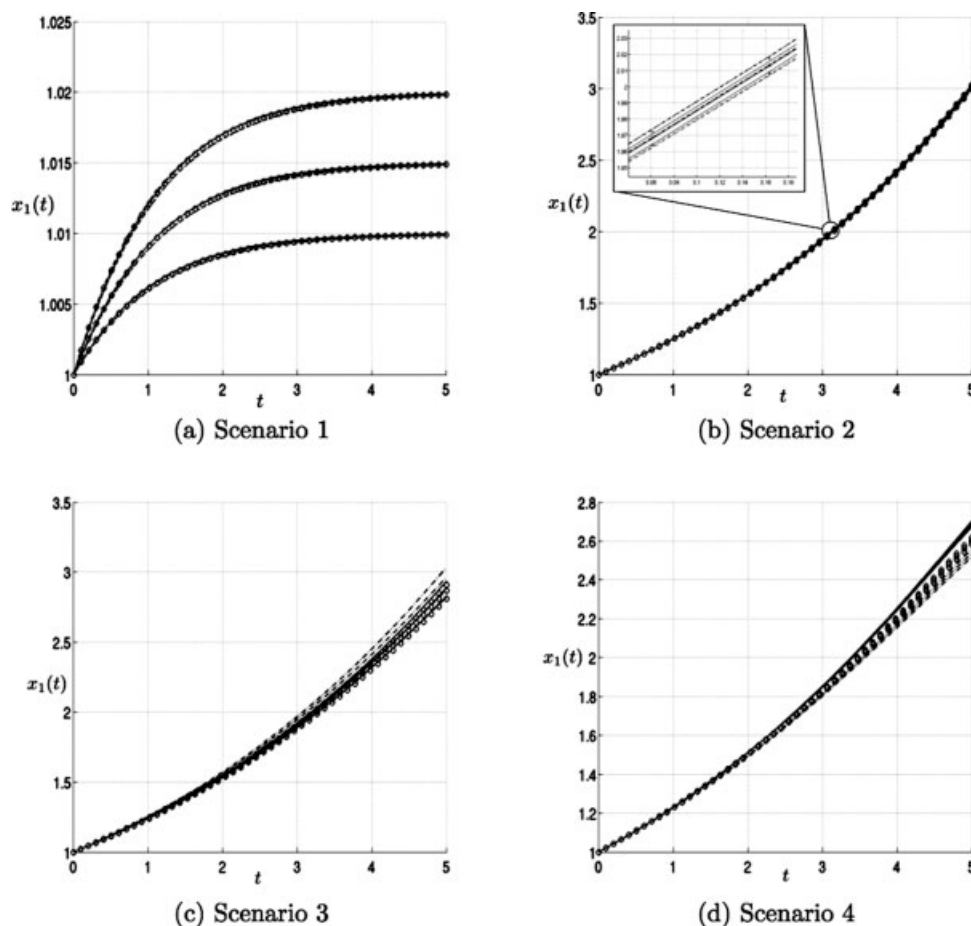 1.025
1.02
1.015
x₁(t)
1.01
1.005
1
0 1 2 3 4 5
t
(a) Scenario 1
3.5
3
2.5
x₁(t)
2
1.5
1
0 1 2 3 4 5
t
(b) Scenario 2
3.5
3
2.5
x₁(t)
2
1.5
1
0 1 2 3 4 5
t
(c) Scenario 3
2.8
2.6
2.4
2.2
x₁(t)
2
1.8
1.6
1.4
1.2
1
0 1 2 3 4 5
t
(d) Scenario 4